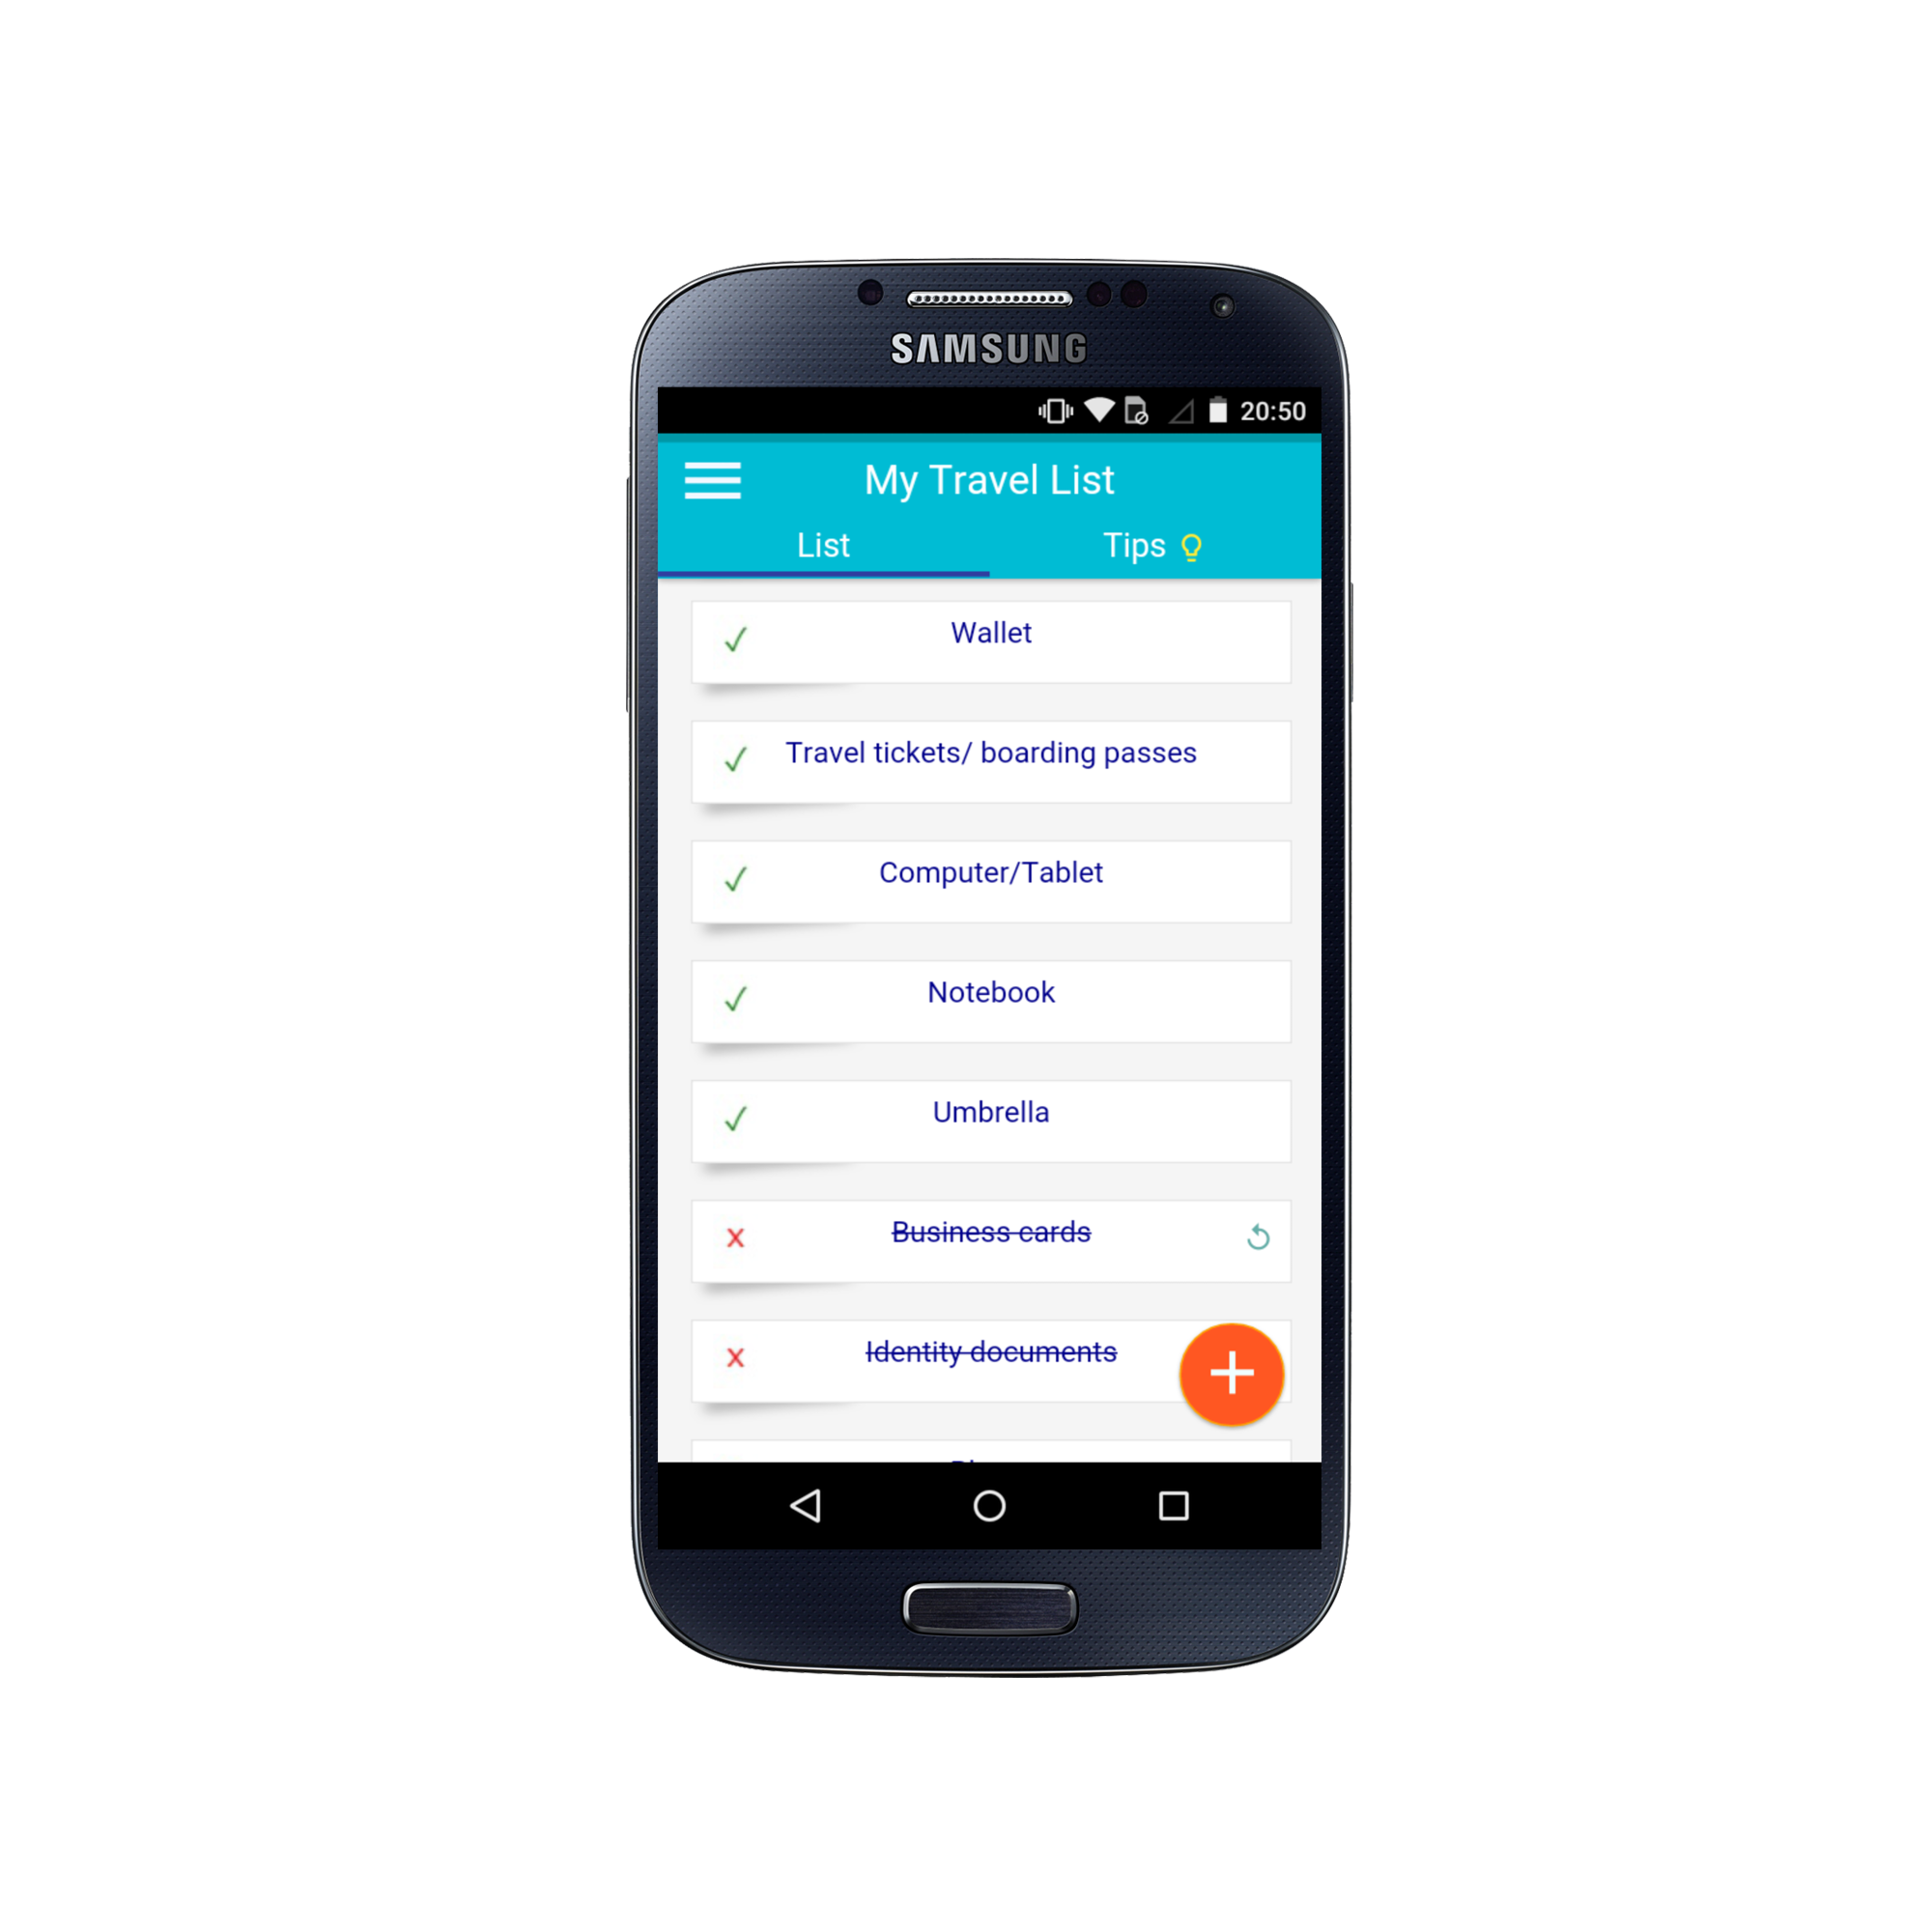 SAMSUNG
20:50
My Travel List
List
Tips
Wallet
Travel tickets/ boarding passes
Computer/Tablet
Notebook
Umbrella
Business cards
Identity documents